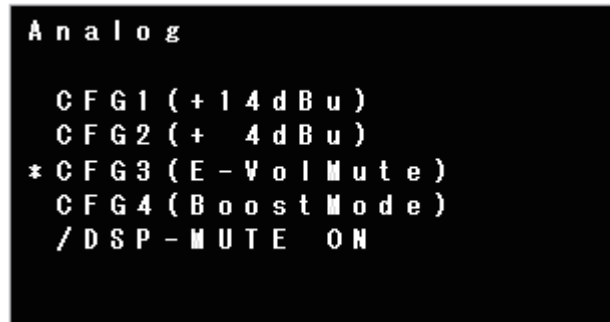 Analog
CFG1(+14dBu)
CFG2(+ 4dBu)
*CFG3(E-VolMute)
CFG4(BoostMode)
/DSP-MUTE ON